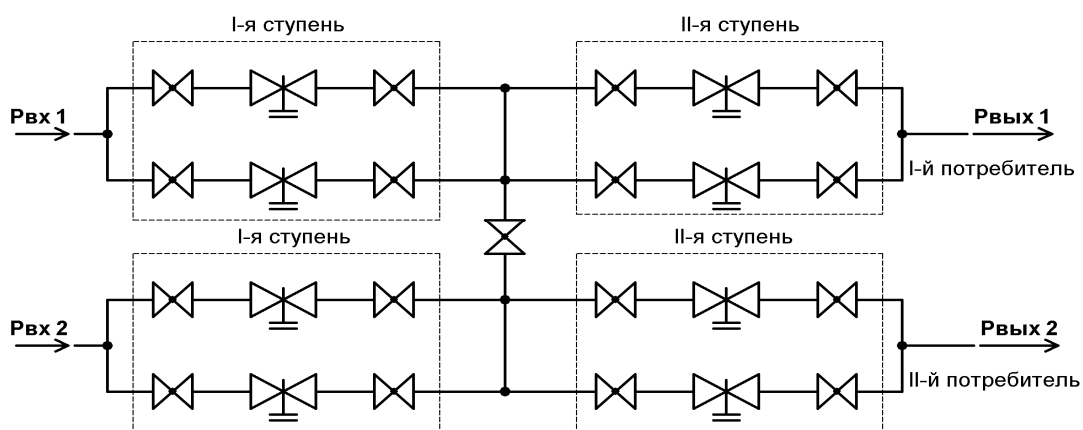 I-я ступень
II-я ступень
Рвх 1
Рвых 1
I-й потребитель
I-я ступень
II-я ступень
Рвх 2
Рвых 2
II-й потребитель